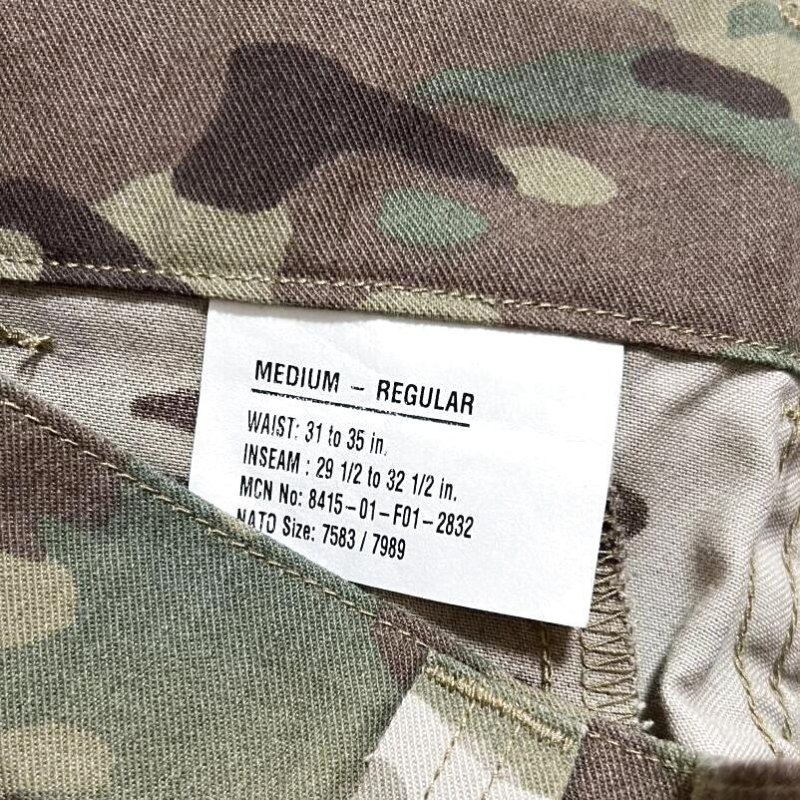 MEDIUM – REGULAR
WAIST: 31 to 35 in.
INSEAM : 29 1/2 to 32 1/2 in.
MCN No: 8415-01-F01-2832
NATO Size: 7583 / 7989